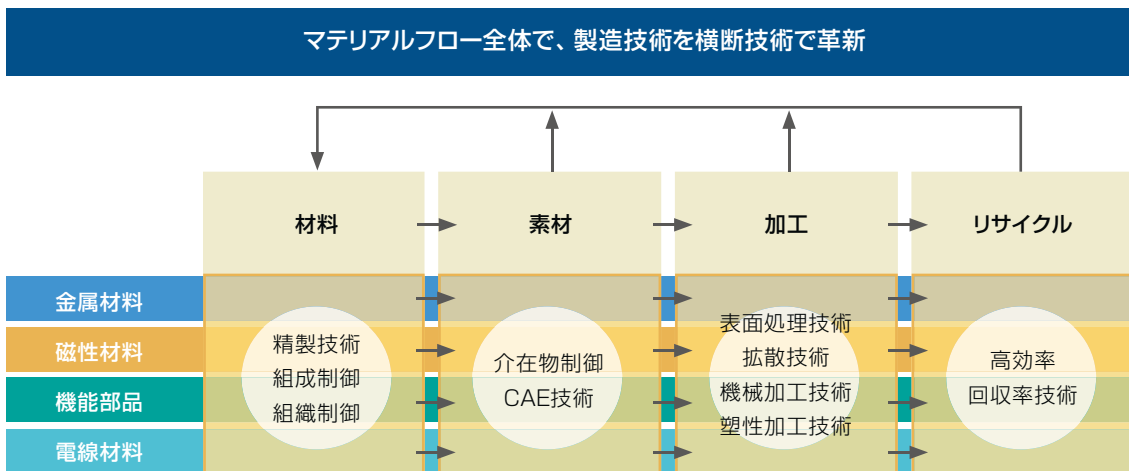 マテリアルフロー全体で、製造技術を横断技術で革新
材料
素材
加工
リサイクル
金属材料
磁性材料
機能部品
電線材料
精製技術
組成制御
組織制御
介在物制御
CAE技術
表面処理技術
拡散技術
機械加工技術
塑性加工技術
高効率
回収率技術